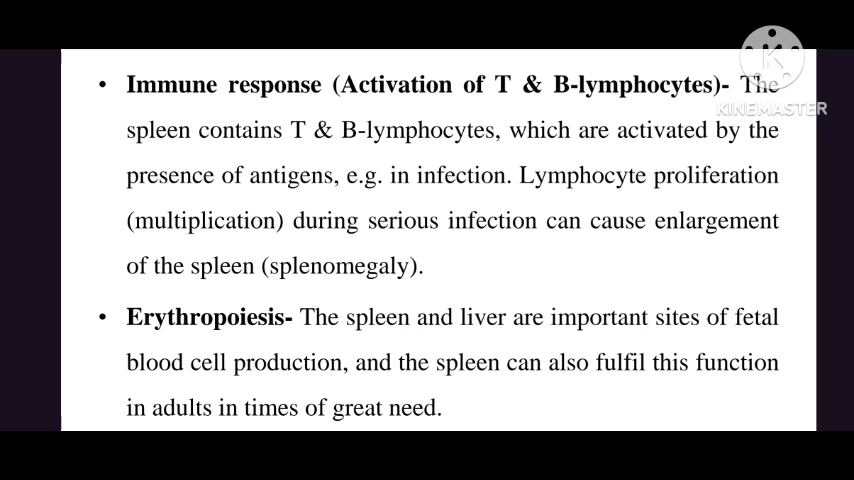 • Immune response (Activation of T & B-lymphocytes)- The
KINEMASTER
spleen contains T & B-lymphocytes, which are activated by the
presence of antigens, e.g. in infection. Lymphocyte proliferation
(multiplication) during serious infection can cause enlargement
of the spleen (splenomegaly).
• Erythropoiesis- The spleen and liver are important sites of fetal
blood cell production, and the spleen can also fulfil this function
in adults in times of great need.